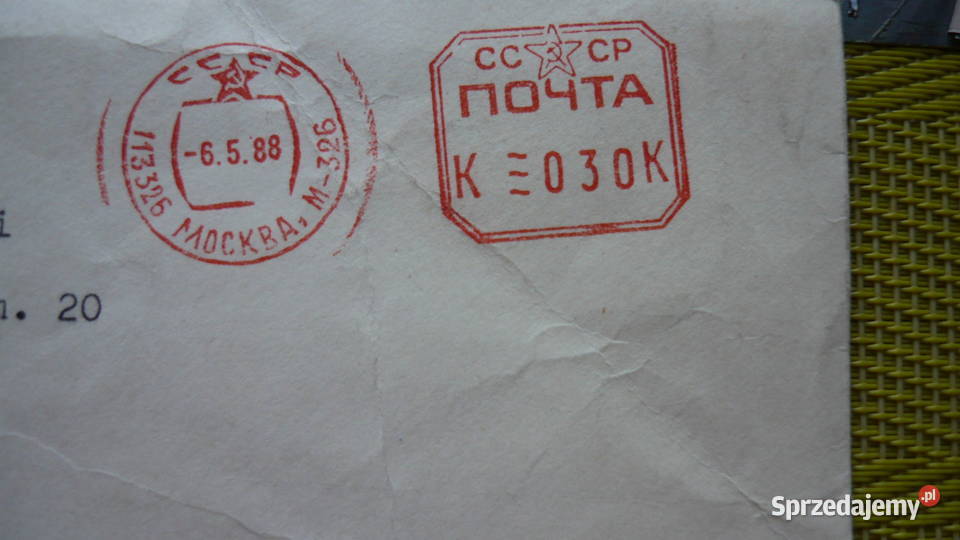 СССР
-6.5.88
113326 МОСКВА, М-326
СССР
ПОЧТА
К 030К
i
. 20
Sprzedajemy.pl